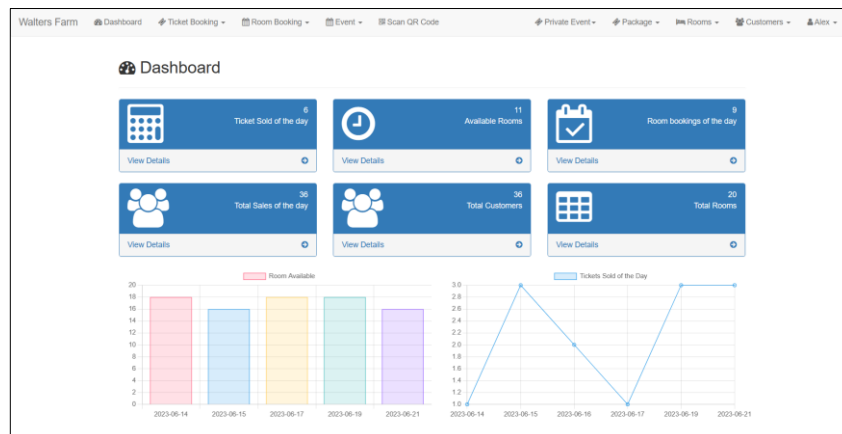 Walters Farm Dashboard Ticket Booking Room Booking Event Scan QR Code Private Event Package Rooms Customers Alex
Dashboard
6
Ticket Sold of the day
View Details
11
Available Rooms
View Details
9
Room bookings of the day
View Details
36
Total Sales of the day
View Details
36
Total Customers
View Details
20
Total Rooms
View Details
Room Available
20
18
16
14
12
10
8
6
4
2
0
2023-06-14 2023-06-15 2023-06-17 2023-06-19 2023-06-21
Tickets Sold of the Day
3.0
2.8
2.6
2.4
2.2
2.0
1.8
1.6
1.4
1.2
1.0
2023-06-14 2023-06-15 2023-06-16 2023-06-17 2023-06-19 2023-06-21